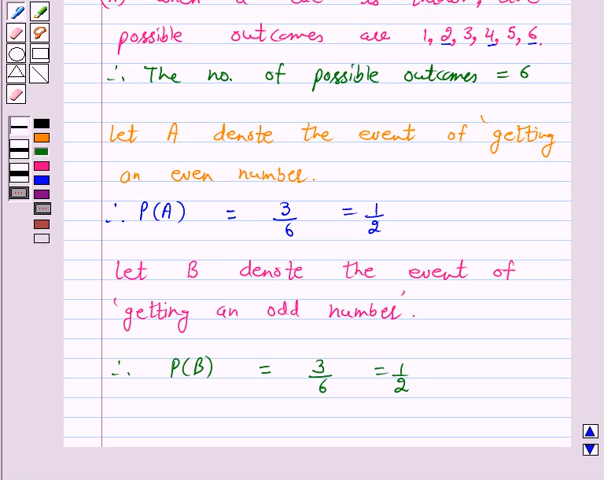 possible outcomes are 1, 2, 3, 4, 5, 6.
∴ The no. of possible outcomes = 6
let A denote the event of 'getting
an even number.
∴ P(A) = 3/6 = 1/2
let B denote the event of
'getting an odd number'.
∴ P(B) = 3/6 = 1/2